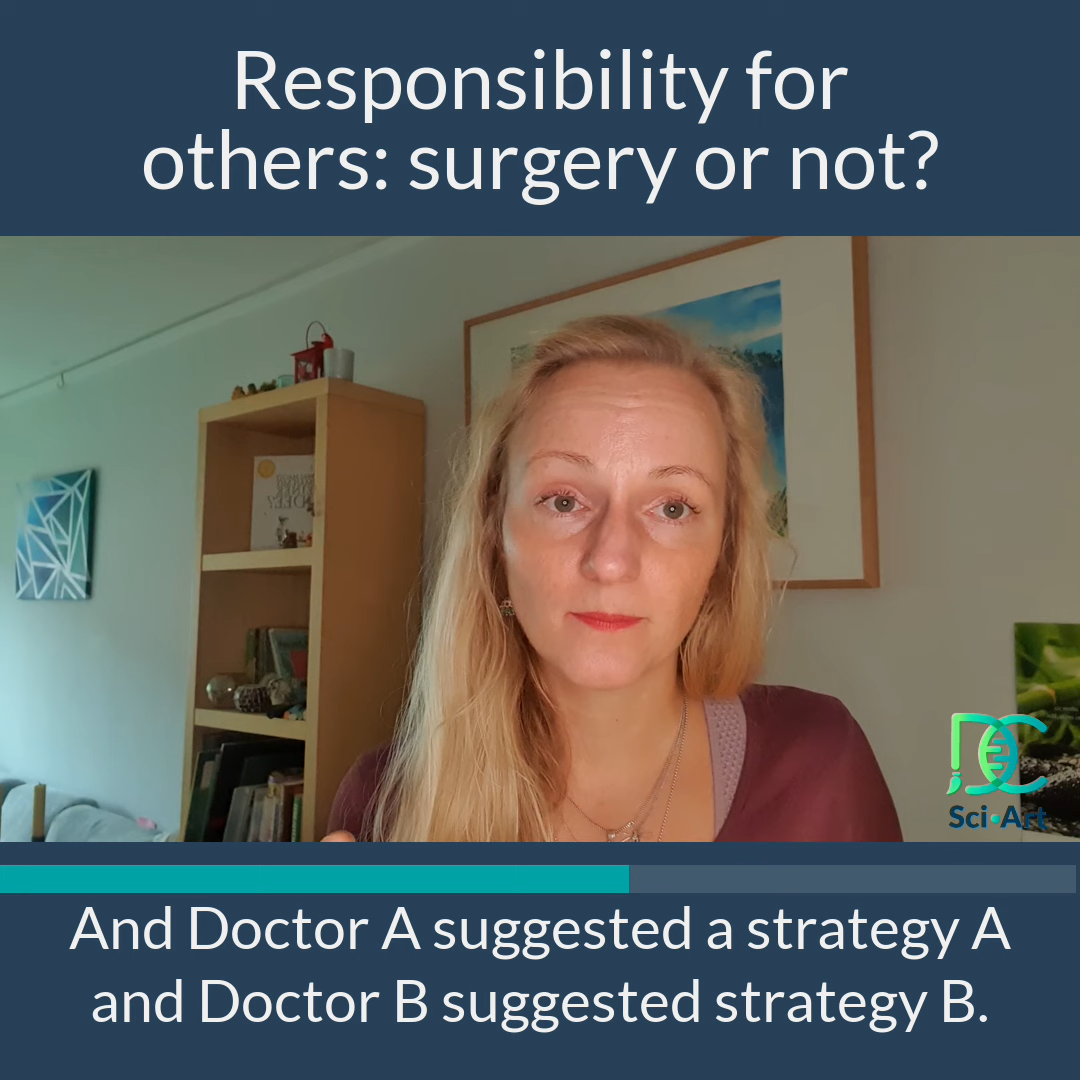 Responsibility for
others: surgery or not?
Sci•Art
And Doctor A suggested a strategy A
and Doctor B suggested strategy B.